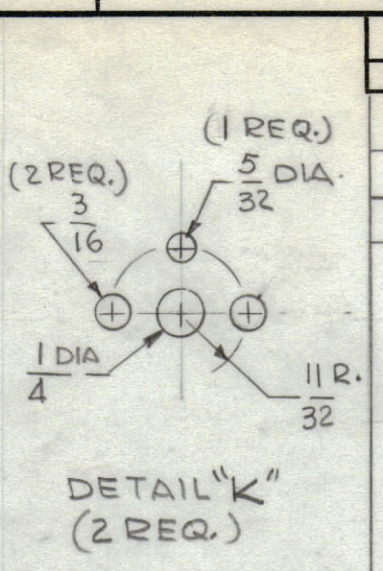 (1 REQ.)
5/32 DIA.
(2 REQ.)
3/16
1/4 DIA
11/32 R.
DETAIL "K"
(2 REQ.)